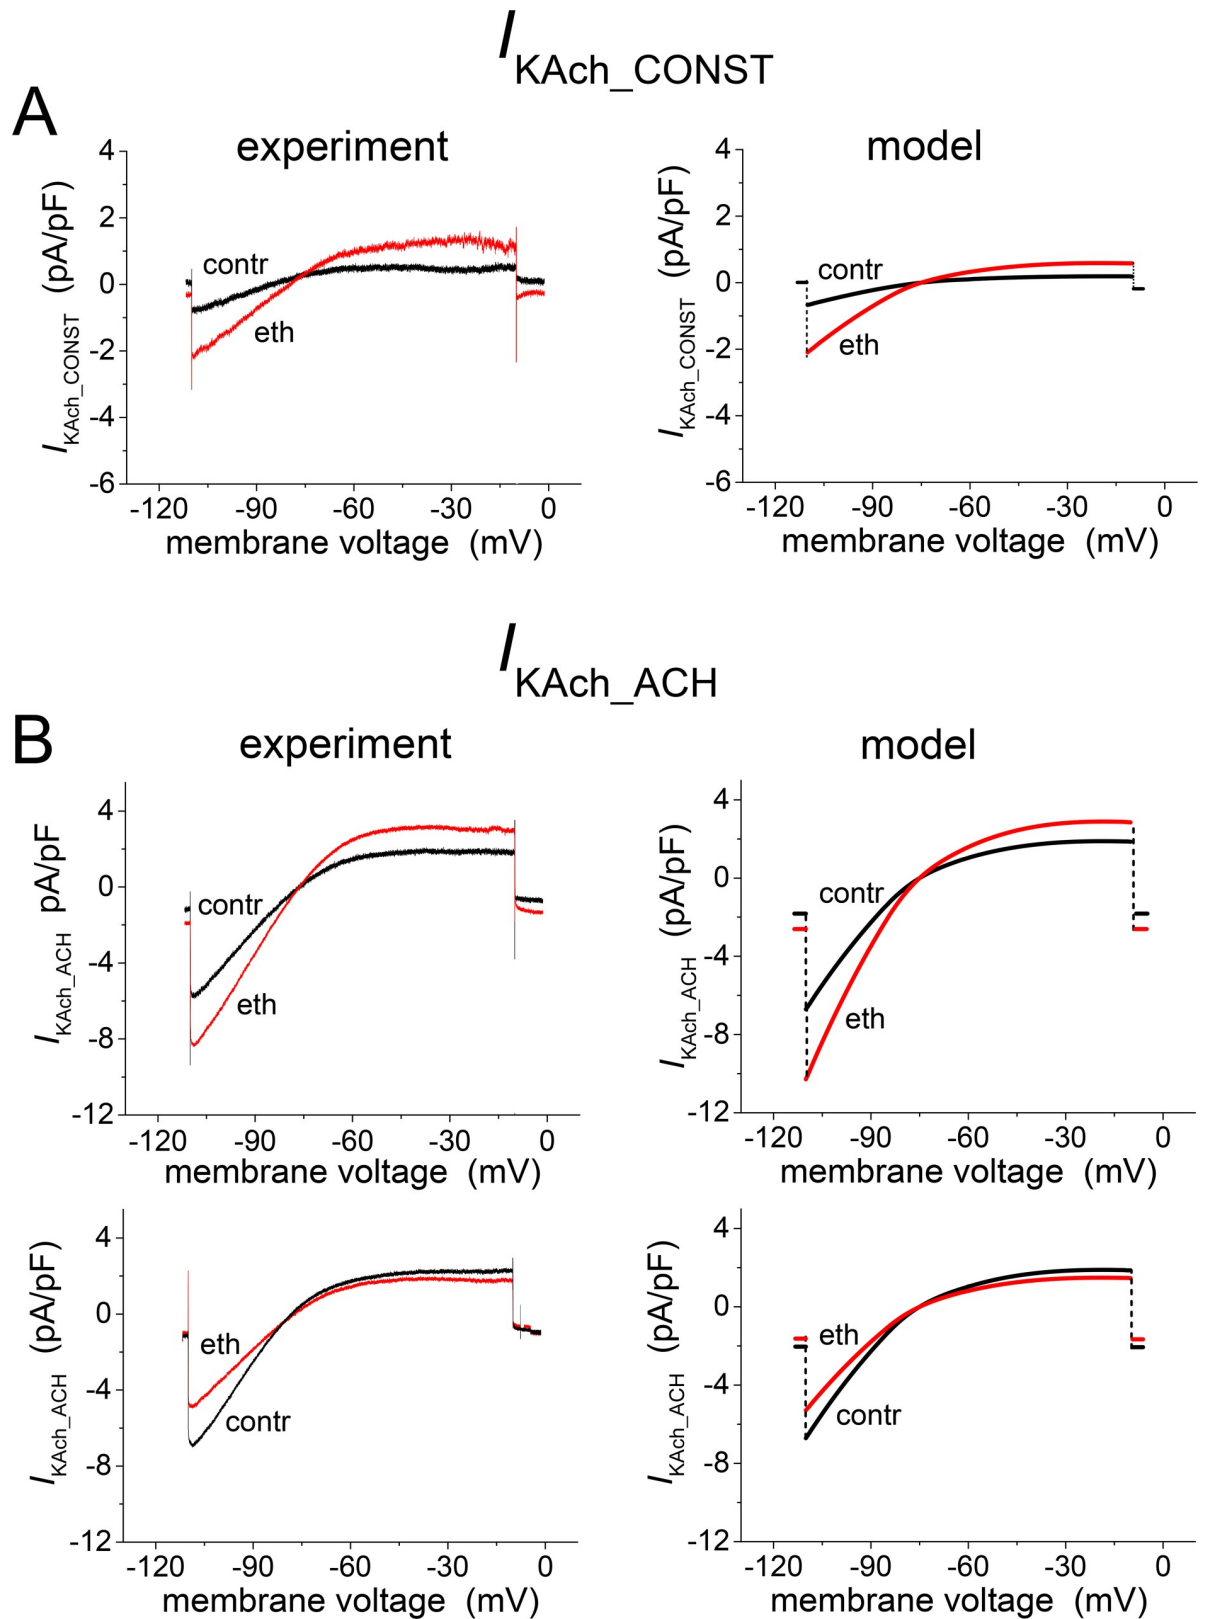 I KAch_CONST
A
experiment
model
4
2
0
-2
-4
-6
I KAch_CONST (pA/pF)
contr
eth
-120 -90 -60 -30 0
membrane voltage (mV)
4
2
0
-2
-4
-6
I KAch_CONST (pA/pF)
contr
eth
-120 -90 -60 -30 0
membrane voltage (mV)
I KAch_ACH
B
experiment
model
4
0
-4
-8
-12
I KAch_ACH pA/pF
contr
eth
-120 -90 -60 -30 0
membrane voltage (mV)
4
0
-4
-8
-12
I KAch_ACH (pA/pF)
contr
eth
-120 -90 -60 -30 0
membrane voltage (mV)
4
0
-4
-8
-12
I KAch_ACH (pA/pF)
eth
contr
-120 -90 -60 -30 0
membrane voltage (mV)
4
0
-4
-8
-12
I KAch_ACH (pA/pF)
eth
contr
-120 -90 -60 -30 0
membrane voltage (mV)